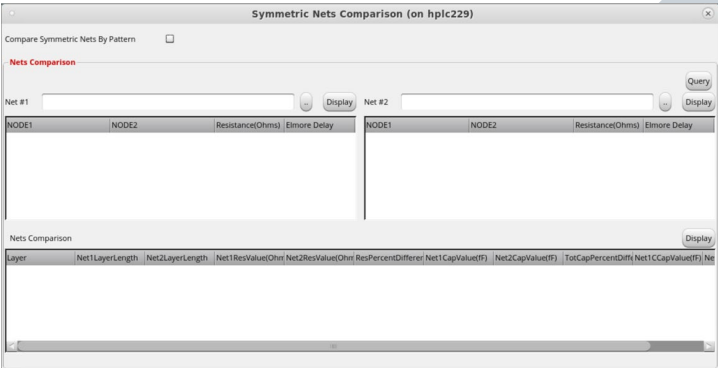 Symmetric Nets Comparison (on hplc229)
Compare Symmetric Nets By Pattern
Nets Comparison
Query
Net #1 .. Display Net #2 .. Display
NODE1 NODE2 Resistance(Ohms) Elmore Delay NODE1 NODE2 Resistance(Ohms) Elmore Delay
Nets Comparison Display
Layer Net1LayerLength Net2LayerLength Net1ResValue(Ohm Net2ResValue(Ohm ResPercentDifferen Net1CapValue(fF) Net2CapValue(fF) TotCapPercentDiffe Net1CCapValue(fF) Ne